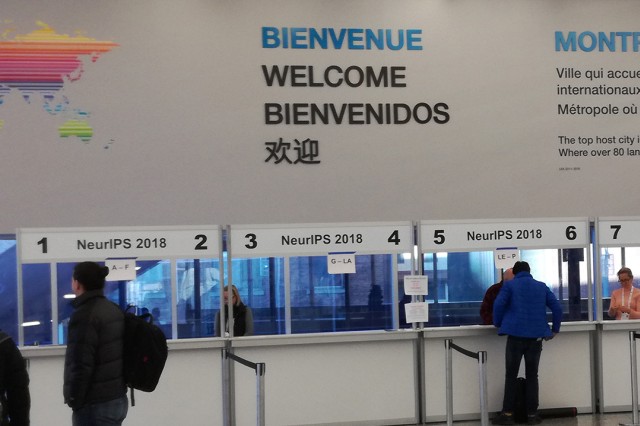 BIENVENUE
WELCOME
BIENVENIDOS
欢迎
MONT
Ville qui accue
internationaux
Métropole où
The top host city i
Where over 80 lan
1 NeurIPS 2018 2
3 NeurIPS 2018 4
5 NeurIPS 2018 6
7
A – F
G – LA
LE – P